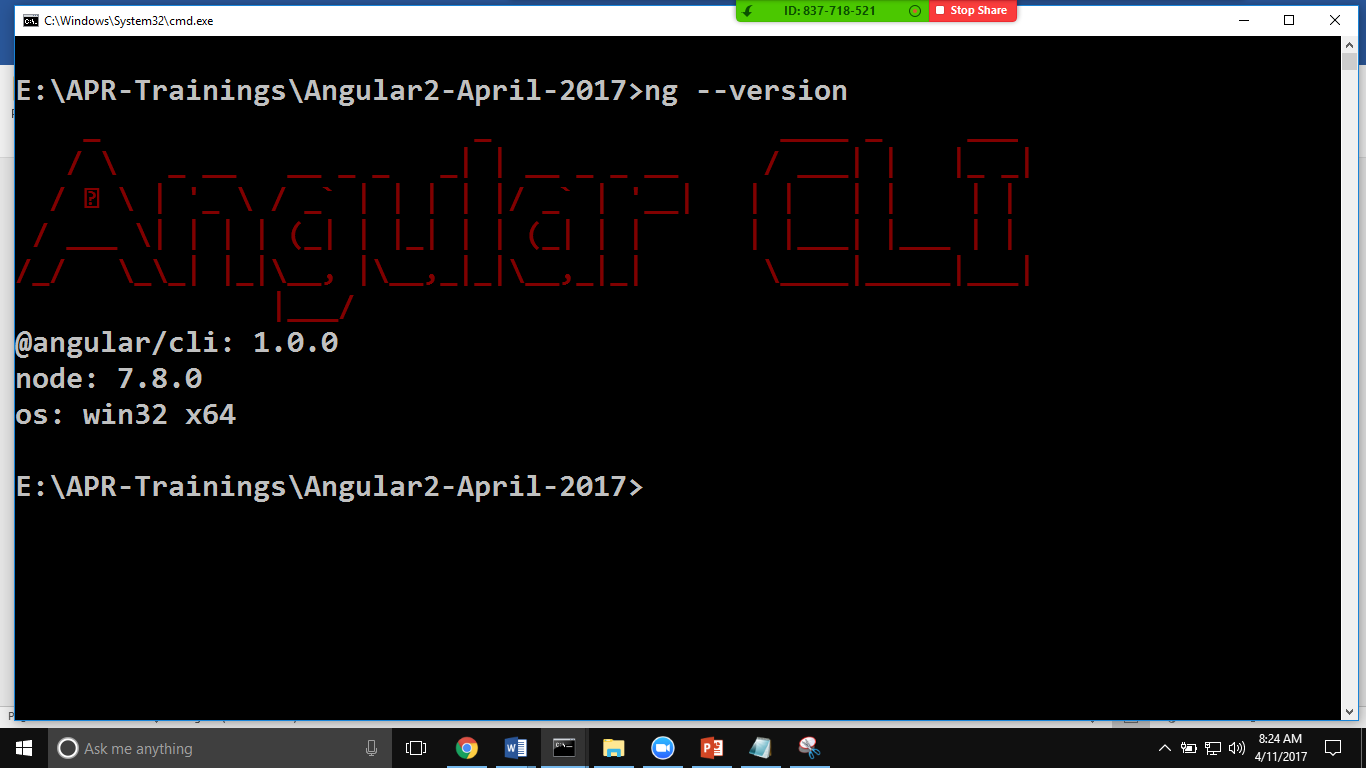 C:\Windows\System32\cmd.exe
ID: 837-718-521
Stop Share
E:\APR-Trainings\Angular2-April-2017>ng --version
Angular CLI
@angular/cli: 1.0.0
node: 7.8.0
os: win32 x64
E:\APR-Trainings\Angular2-April-2017>
Ask me anything
8:24 AM
4/11/2017